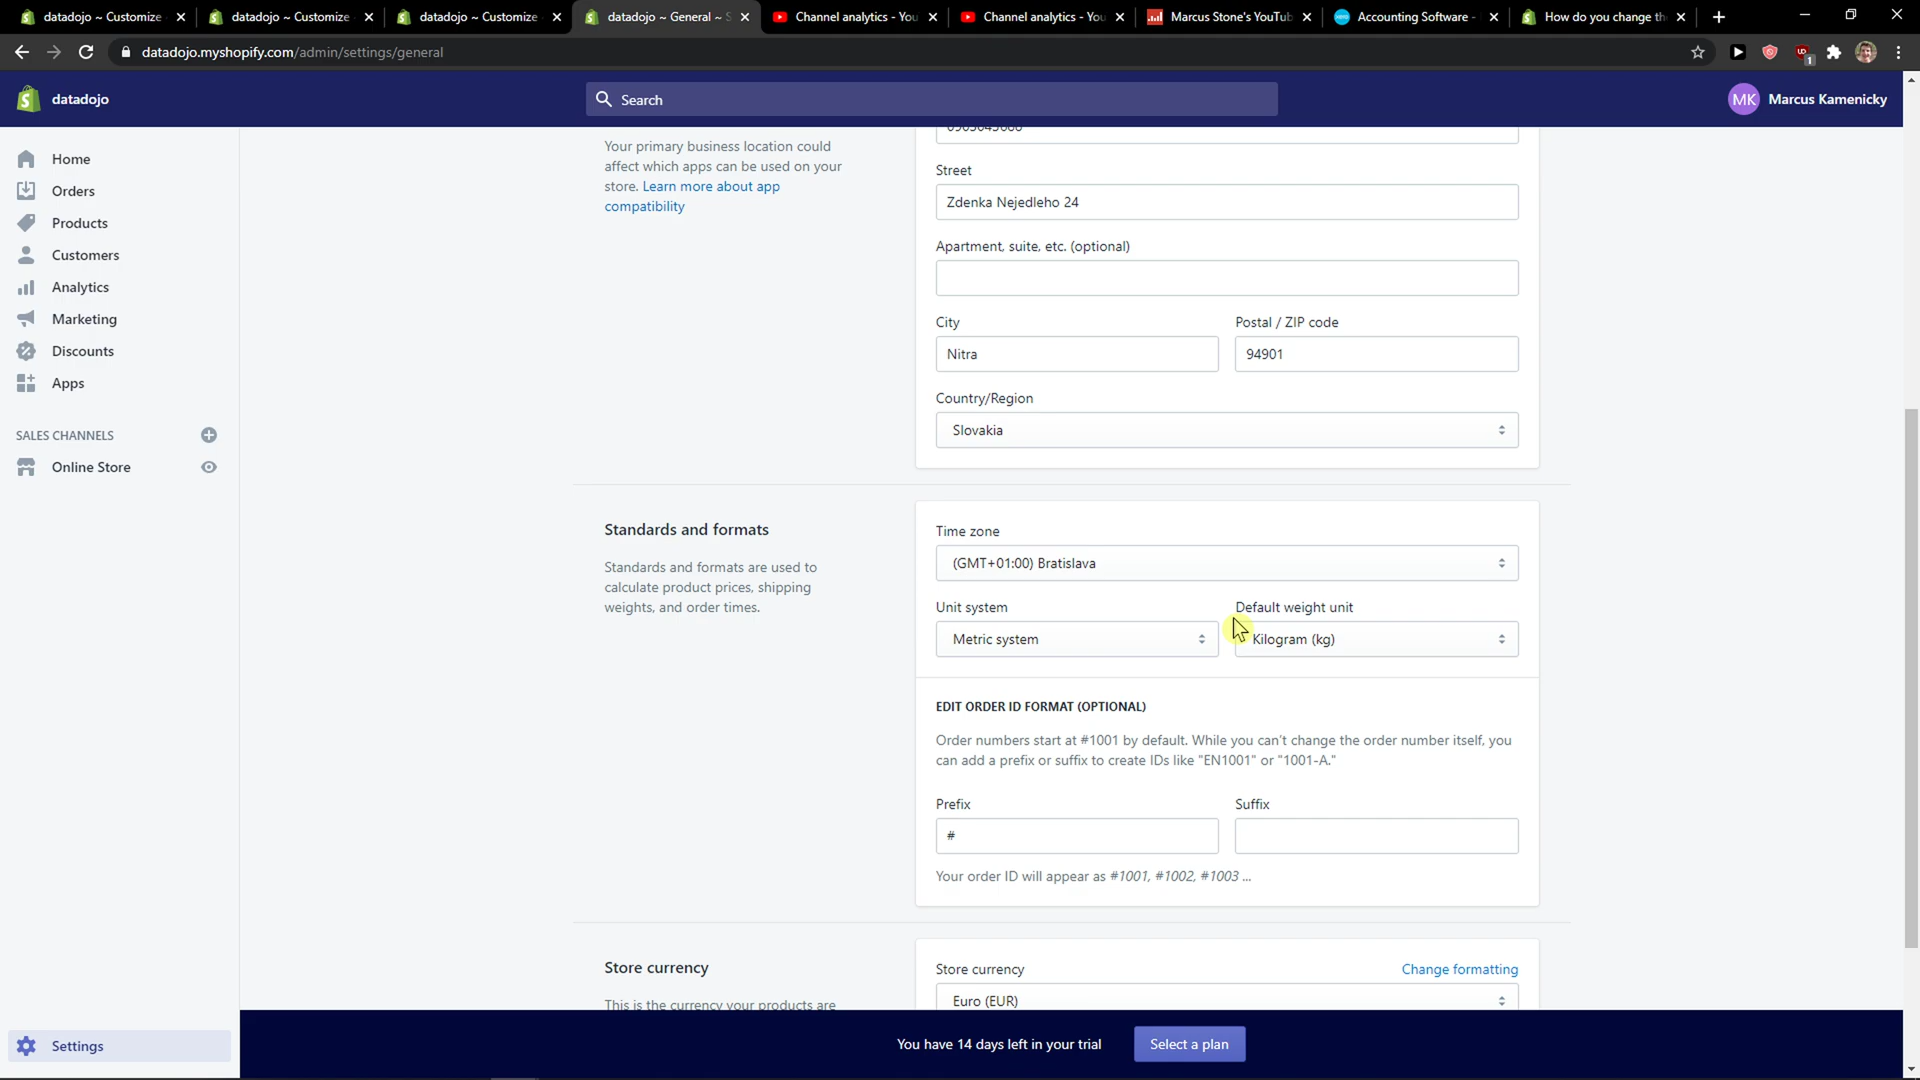 datadojo ~ Customize
datadojo ~ Customize
datadojo ~ Customize
datadojo ~ General ~ S
Channel analytics - You
Channel analytics - You
Marcus Stone's YouTub
Accounting Software -
How do you change th
datadojo.myshopify.com/admin/settings/general
datadojo
Search
MK
Marcus Kamenicky
Home
Orders
Products
Customers
Analytics
Marketing
Discounts
Apps
SALES CHANNELS
Online Store
Settings
Your primary business location could
affect which apps can be used on your
store. Learn more about app
compatibility
Street
Zdenka Nejedleho 24
Apartment, suite, etc. (optional)
City
Postal / ZIP code
Nitra
94901
Country/Region
Slovakia
Standards and formats
Standards and formats are used to
calculate product prices, shipping
weights, and order times.
Time zone
(GMT+01:00) Bratislava
Unit system
Default weight unit
Metric system
Kilogram (kg)
EDIT ORDER ID FORMAT (OPTIONAL)
Order numbers start at #1001 by default. While you can't change the order number itself, you
can add a prefix or suffix to create IDs like "EN1001" or "1001-A."
Prefix
Suffix
#
Your order ID will appear as #1001, #1002, #1003 ...
Store currency
This is the currency your products are
Store currency
Change formatting
Euro (EUR)
You have 14 days left in your trial
Select a plan